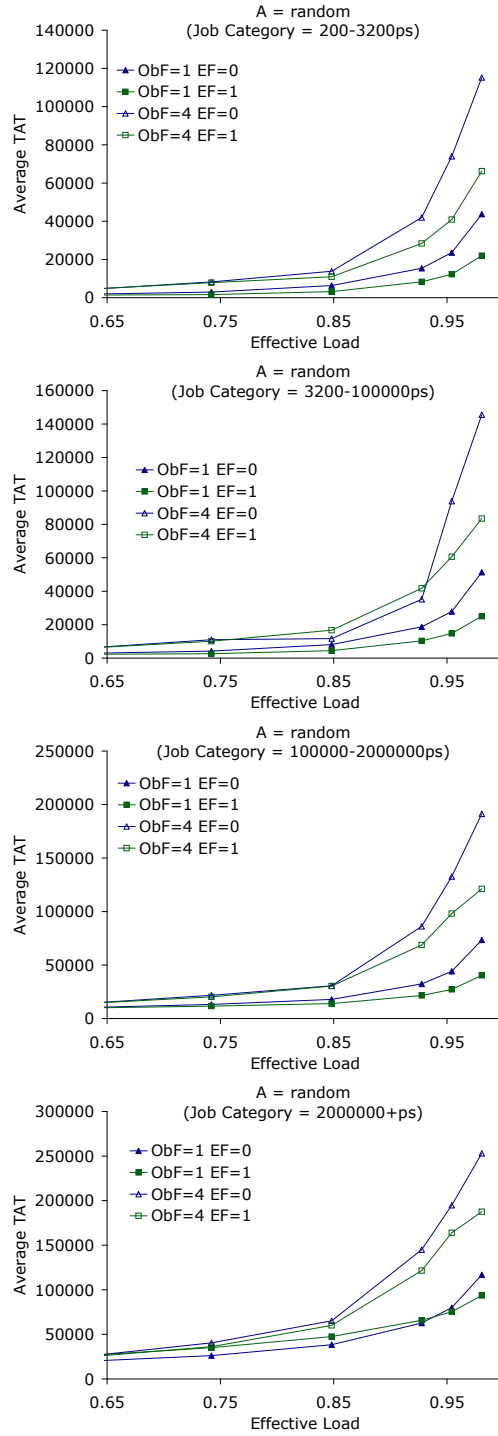 A = random
(Job Category = 200-3200ps)
140000
120000
100000
80000
60000
40000
20000
0
Average TAT
ObF=1 EF=0
ObF=1 EF=1
ObF=4 EF=0
ObF=4 EF=1
0.65 0.75 0.85 0.95
Effective Load
A = random
(Job Category = 3200-100000ps)
160000
140000
120000
100000
80000
60000
40000
20000
0
Average TAT
ObF=1 EF=0
ObF=1 EF=1
ObF=4 EF=0
ObF=4 EF=1
0.65 0.75 0.85 0.95
Effective Load
A = random
(Job Category = 100000-2000000ps)
250000
200000
150000
100000
50000
0
Average TAT
ObF=1 EF=0
ObF=1 EF=1
ObF=4 EF=0
ObF=4 EF=1
0.65 0.75 0.85 0.95
Effective Load
A = random
(Job Category = 2000000+ps)
300000
250000
200000
150000
100000
50000
0
Average TAT
ObF=1 EF=0
ObF=1 EF=1
ObF=4 EF=0
ObF=4 EF=1
0.65 0.75 0.85 0.95
Effective Load